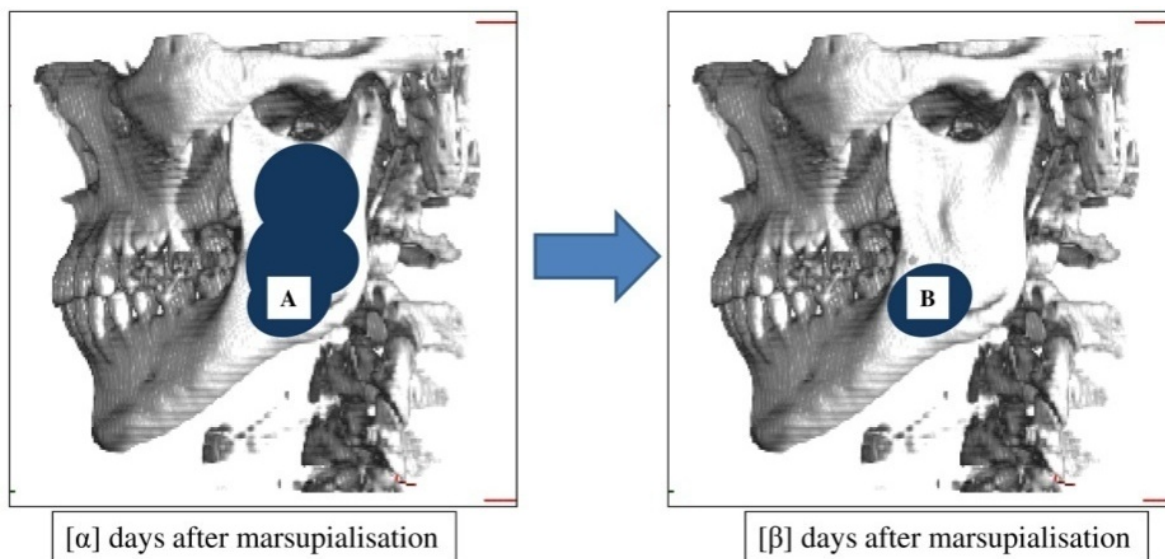 A
B
[α] days after marsupialisation
[β] days after marsupialisation